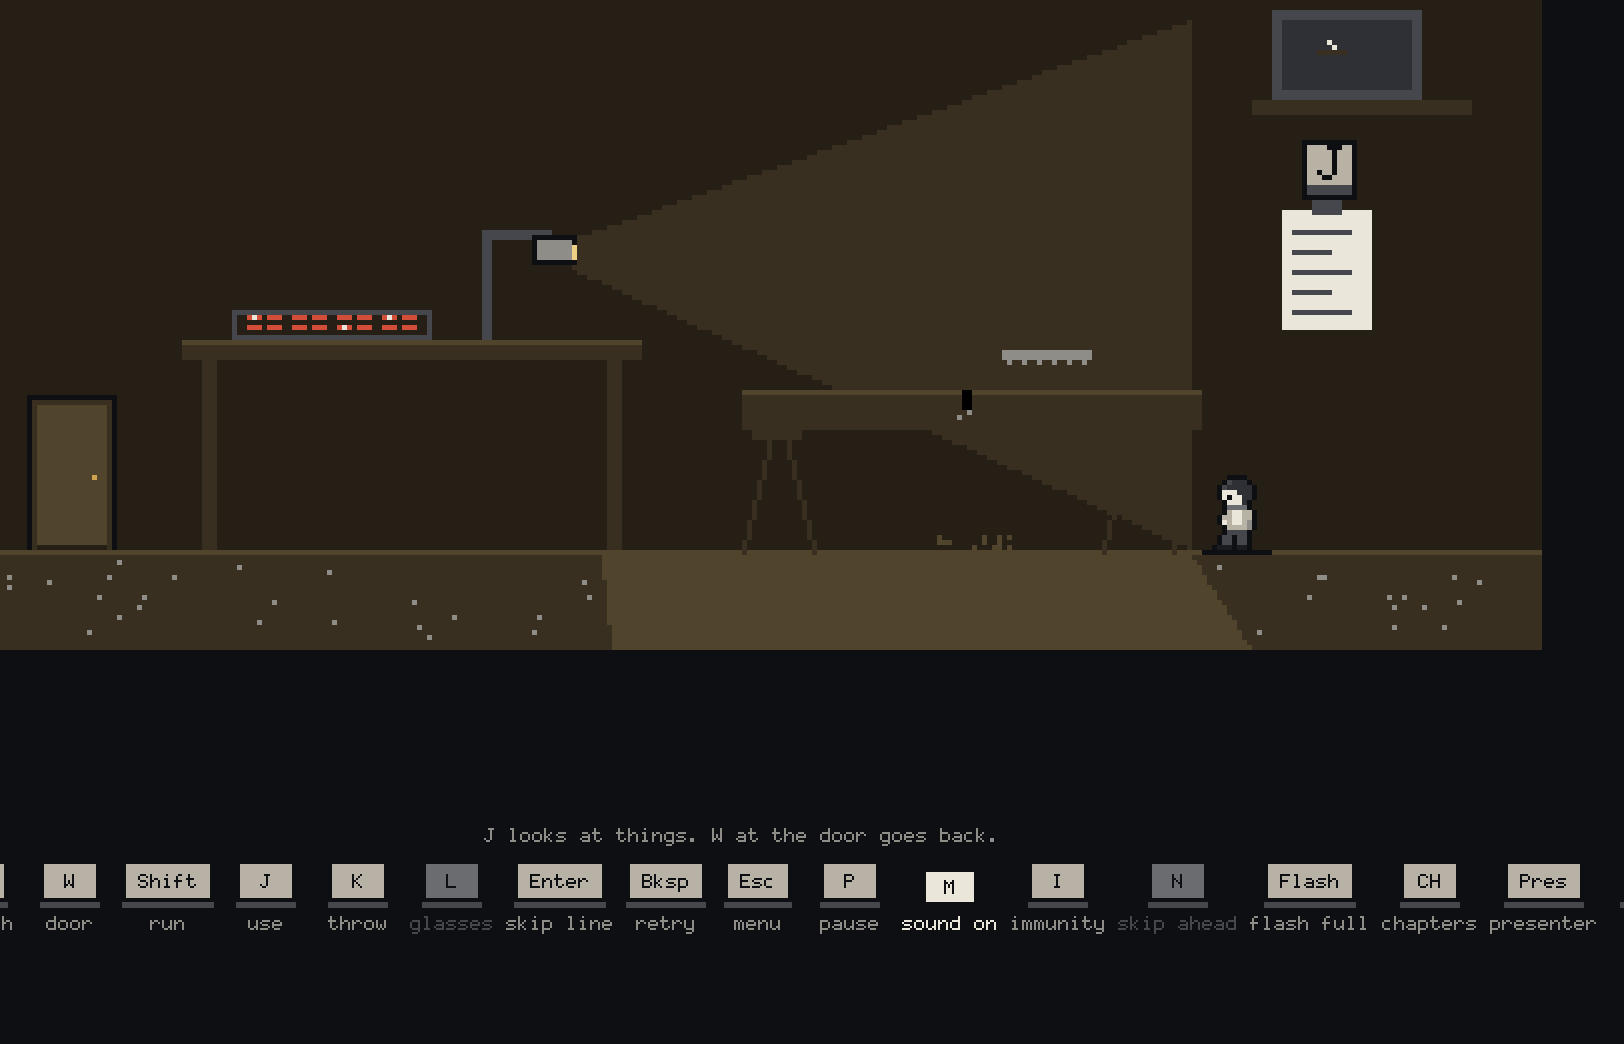 J
J looks at things. W at the door goes back.
W Shift J K L Enter Bksp Esc P M I N Flash CH Pres
h door run use throw glasses skip line retry menu pause sound on immunity skip ahead flash full chapters presenter